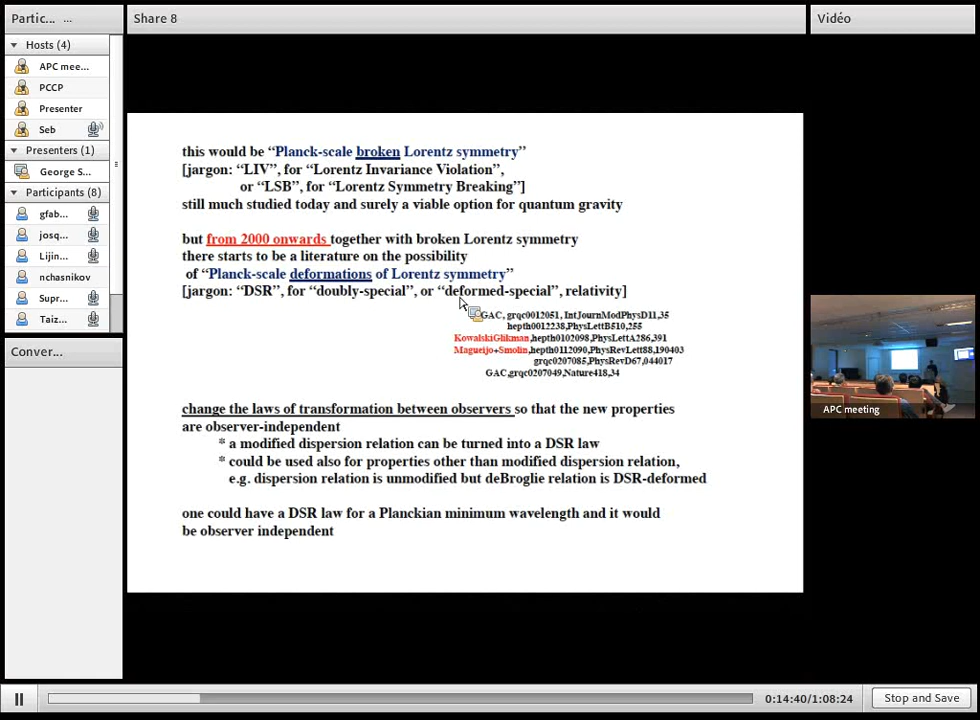 Partic... ...
Share 8
Vidéo
Hosts (4)
APC mee...
PCCP
Presenter
Seb
Presenters (1)
George S...
Participants (8)
gfab...
josq...
Lijin...
nchasnikov
Supr...
Taiz...
Conver...
this would be “Planck-scale broken Lorentz symmetry”
[jargon: “LIV”, for “Lorentz Invariance Violation”,
or “LSB”, for “Lorentz Symmetry Breaking”]
still much studied today and surely a viable option for quantum gravity
but from 2000 onwards together with broken Lorentz symmetry
there starts to be a literature on the possibility
of “Planck-scale deformations of Lorentz symmetry”
[jargon: “DSR”, for “doubly-special”, or “deformed-special”, relativity]
GAC, grqc0012051, IntJournModPhysD11,35
hepth0012238,PhysLettB510,255
KowalskiGlikman,hepth0102098,PhysLettA286,391
Magueijo+Smolin,hepth0112090,PhysRevLett88,190403
grqc0207085,PhysRevD67,044017
GAC,grqc0207049,Nature418,34
change the laws of transformation between observers so that the new properties
are observer-independent
* a modified dispersion relation can be turned into a DSR law
* could be used also for properties other than modified dispersion relation,
e.g. dispersion relation is unmodified but deBroglie relation is DSR-deformed
one could have a DSR law for a Planckian minimum wavelength and it would
be observer independent
APC meeting
0:14:40/1:08:24
Stop and Save